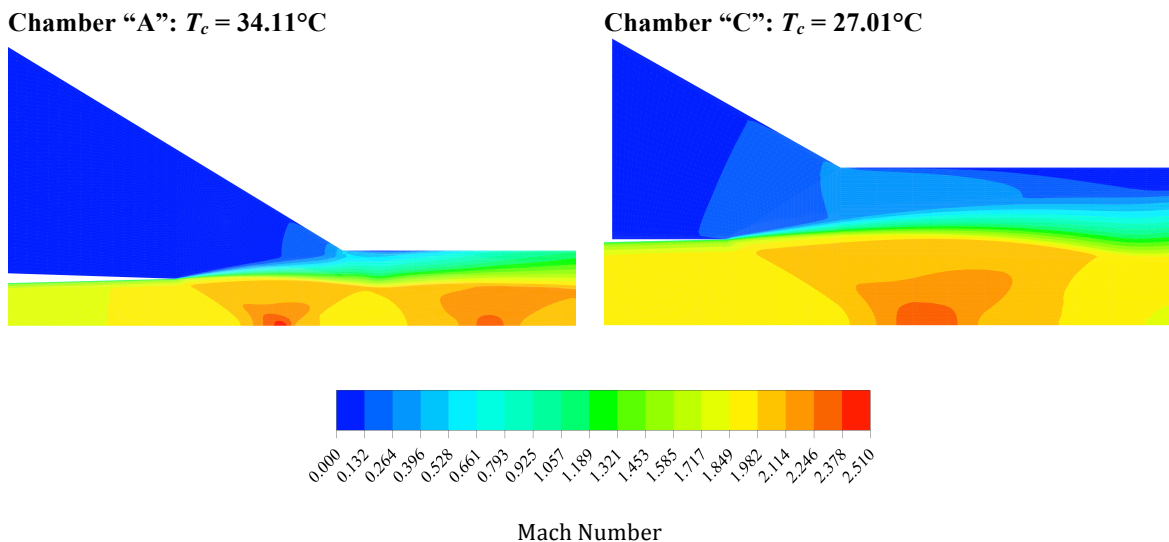 Chamber “A”: Tc = 34.11°C
Chamber “C”: Tc = 27.01°C
0.000 0.132 0.264 0.396 0.528 0.661 0.793 0.925 1.057 1.189 1.321 1.453 1.585 1.717 1.849 1.982 2.114 2.246 2.378 2.510
Mach Number